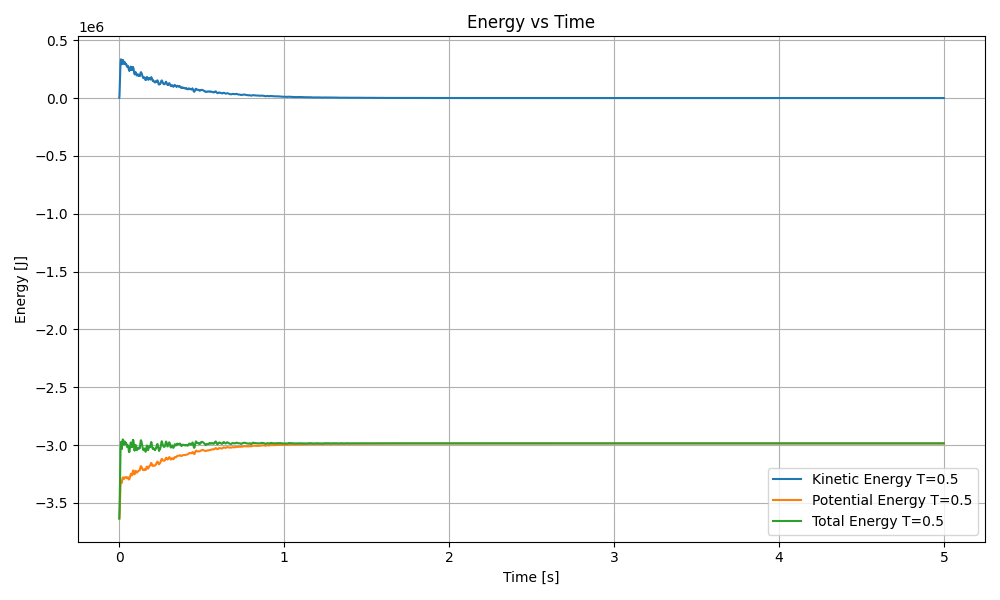 Energy vs Time
1e6
0.5
0.0
−0.5
−1.0
−1.5
−2.0
−2.5
−3.0
−3.5
Energy [J]
0 1 2 3 4 5
Time [s]
Kinetic Energy T=0.5
Potential Energy T=0.5
Total Energy T=0.5